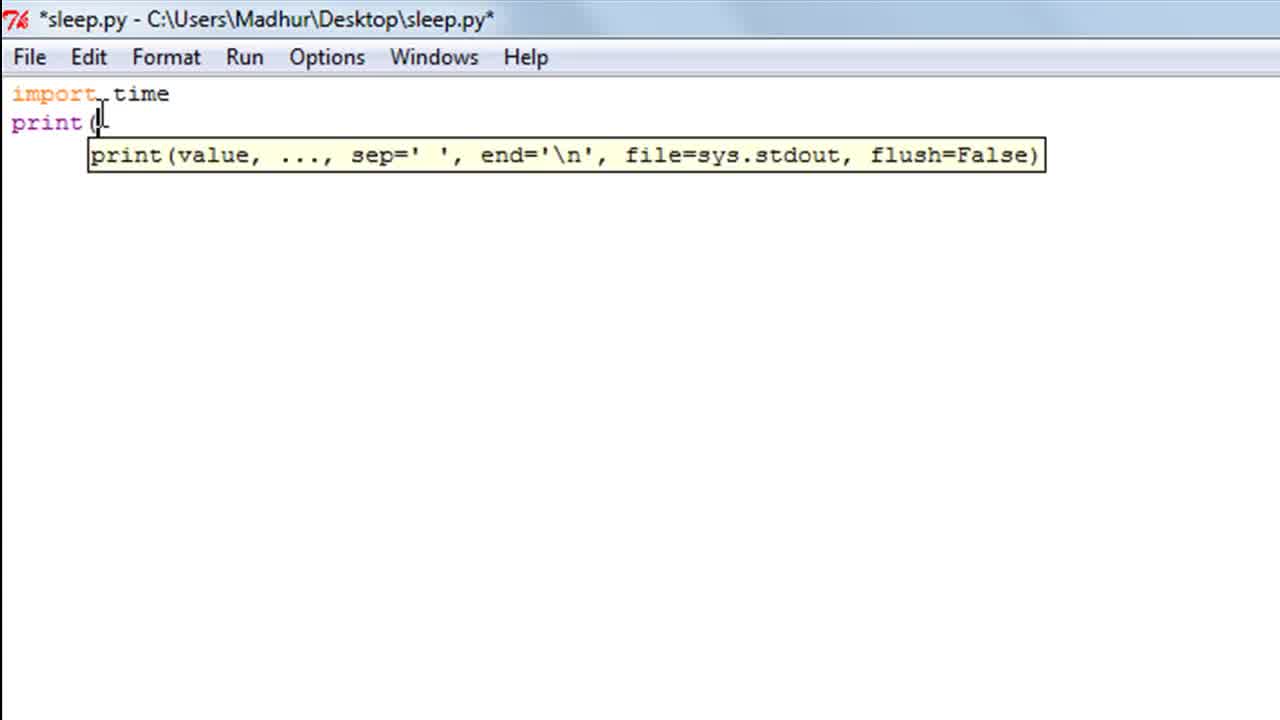 *sleep.py - C:\Users\Madhur\Desktop\sleep.py*
File Edit Format Run Options Windows Help
import time
print(
print(value, ..., sep=' ', end='\n', file=sys.stdout, flush=False)